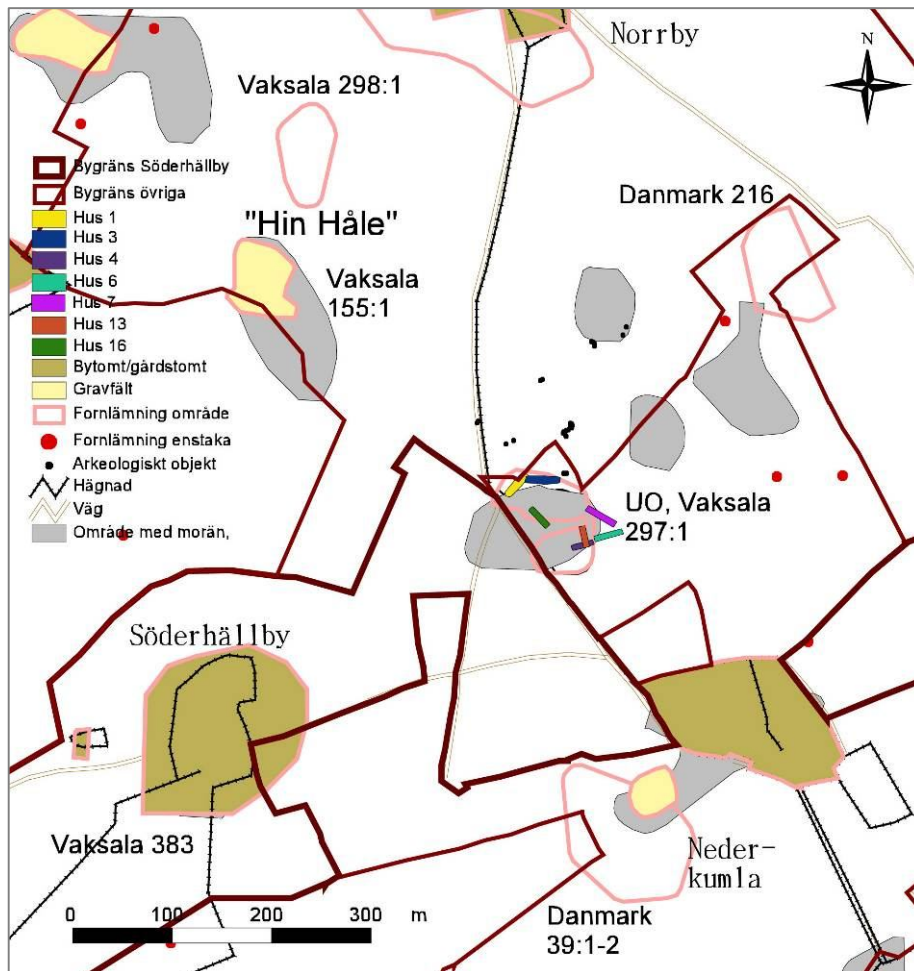 Norrby
N
Vaksala 298:1
Bygräns Söderhällby
Bygräns övriga
Hus 1
Hus 3
Hus 4
Hus 6
Hus 7
Hus 13
Hus 16
Bytomt/gårdstomt
Gravfält
Fornlämning område
Fornlämning enstaka
Arkeologiskt objekt
Hägnad
Väg
Område med morän,
Danmark 216
"Hin Håle"
Vaksala
155:1
UO, Vaksala
297:1
Söderhällby
Vaksala 383
Neder-
kumla
Danmark
39:1-2
0 100 200 300 m